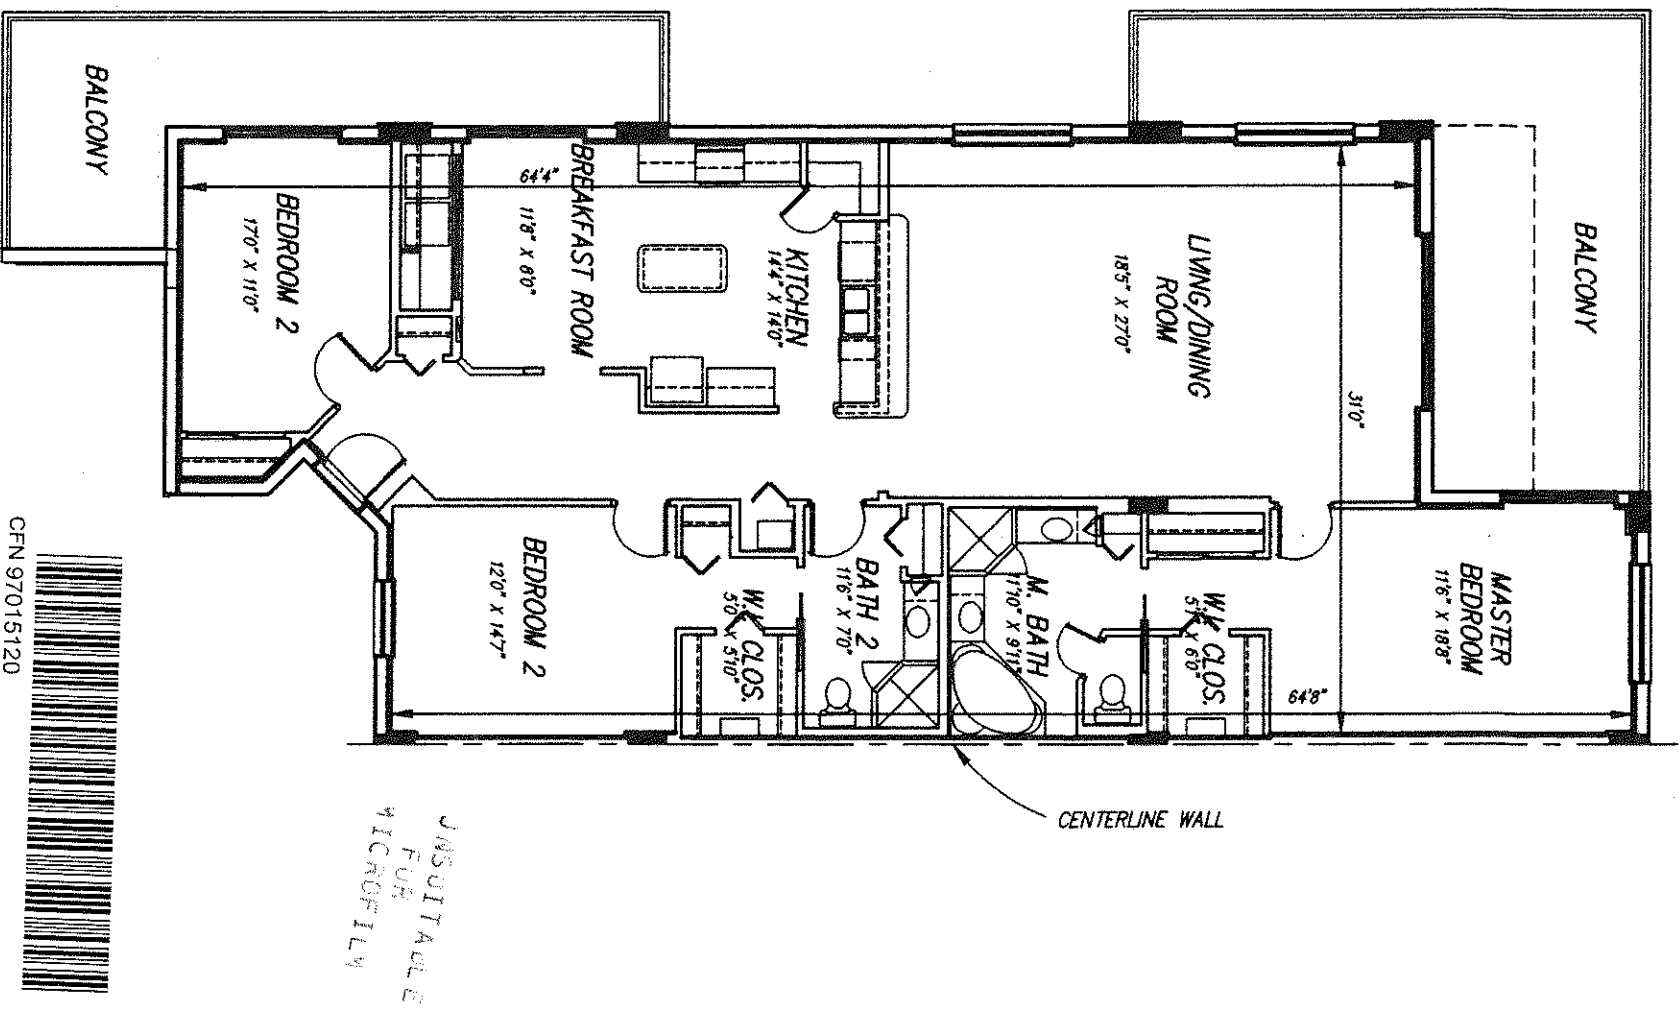 BALCONY
BEDROOM 2
17'0" X 11'0"
64'4"
BREAKFAST ROOM
11'8" X 8'0"
KITCHEN
14'4" X 14'0"
LIVING/DINING
ROOM
18'5" X 27'0"
31'0"
BALCONY
BEDROOM 2
12'0" X 14'7"
W.K CLOS.
5'0" X 5'10"
BATH 2
11'6" X 7'0"
M. BATH
11'10" X 9'11"
W.K CLOS.
X 6'0"
MASTER
BEDROOM
11'6" X 18'8"
64'8"
CENTERLINE WALL
CFN 97015120
FOR
MICROFILM